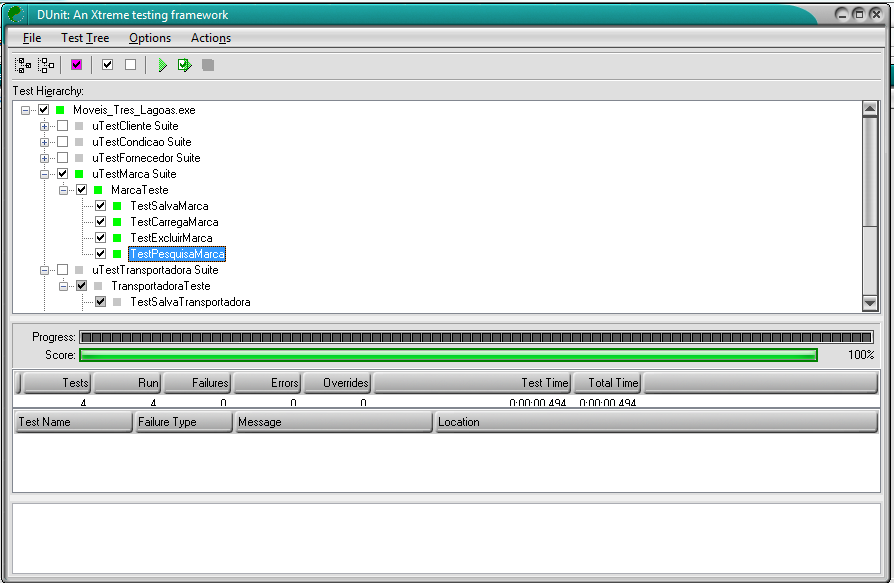 DUnit: An Xtreme testing framework
File Test Tree Options Actions
Test Hierarchy:
Moveis_Tres_Lagoas.exe
uTestCliente Suite
uTestCondicao Suite
uTestFornecedor Suite
uTestMarca Suite
MarcaTeste
TestSalvaMarca
TestCarregaMarca
TestExcluirMarca
TestPesquisaMarca
uTestTransportadora Suite
TransportadoraTeste
TestSalvaTransportadora
Progress:
Score: 100%
Tests Run Failures Errors Overrides Test Time Total Time
4 4 0 0 0 0:00:00.494 0:00:00.494
Test Name Failure Type Message Location